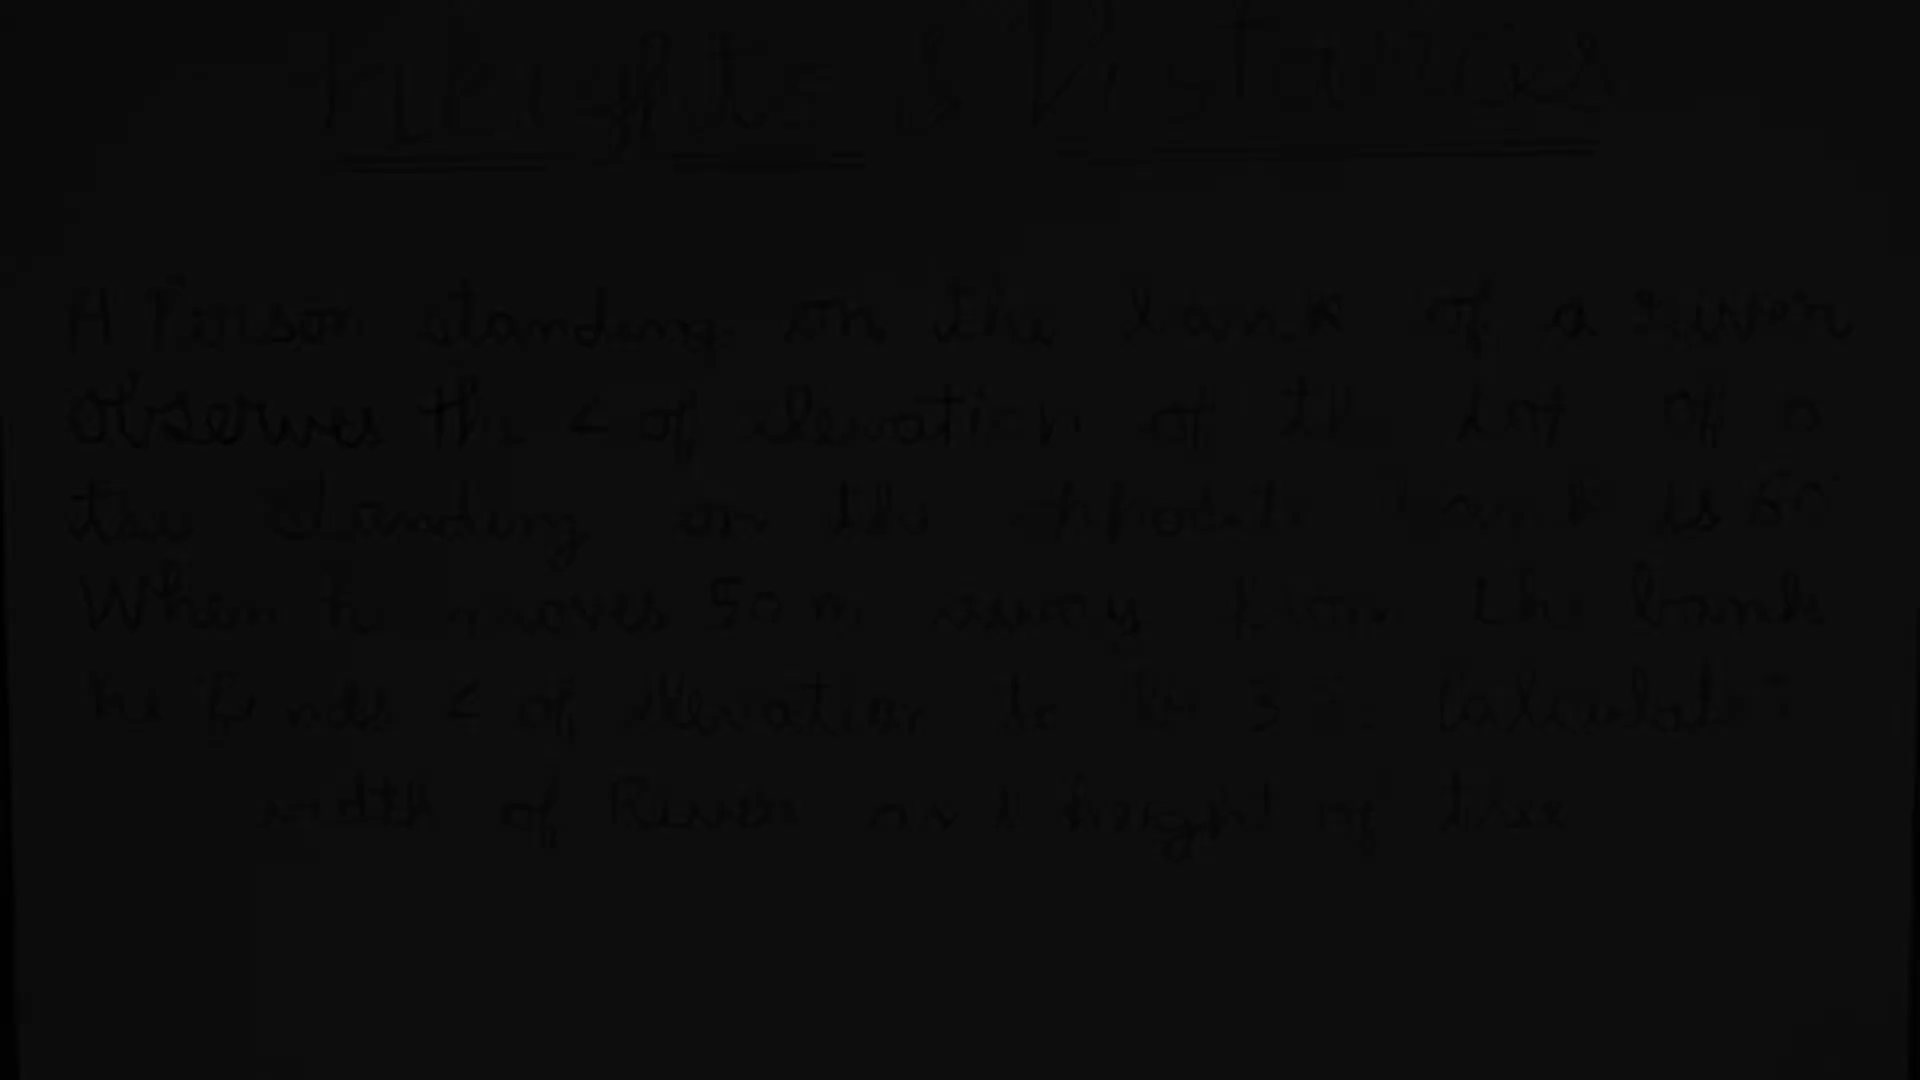 Height & Distances
A Person standing on the bank of a river
Observes the < of elevation of the top of a
tree standing on the opposite bank is 60°
When he moves 50 m away from the bank
he finds < of elevation to be Calculate
width of River and height of tree